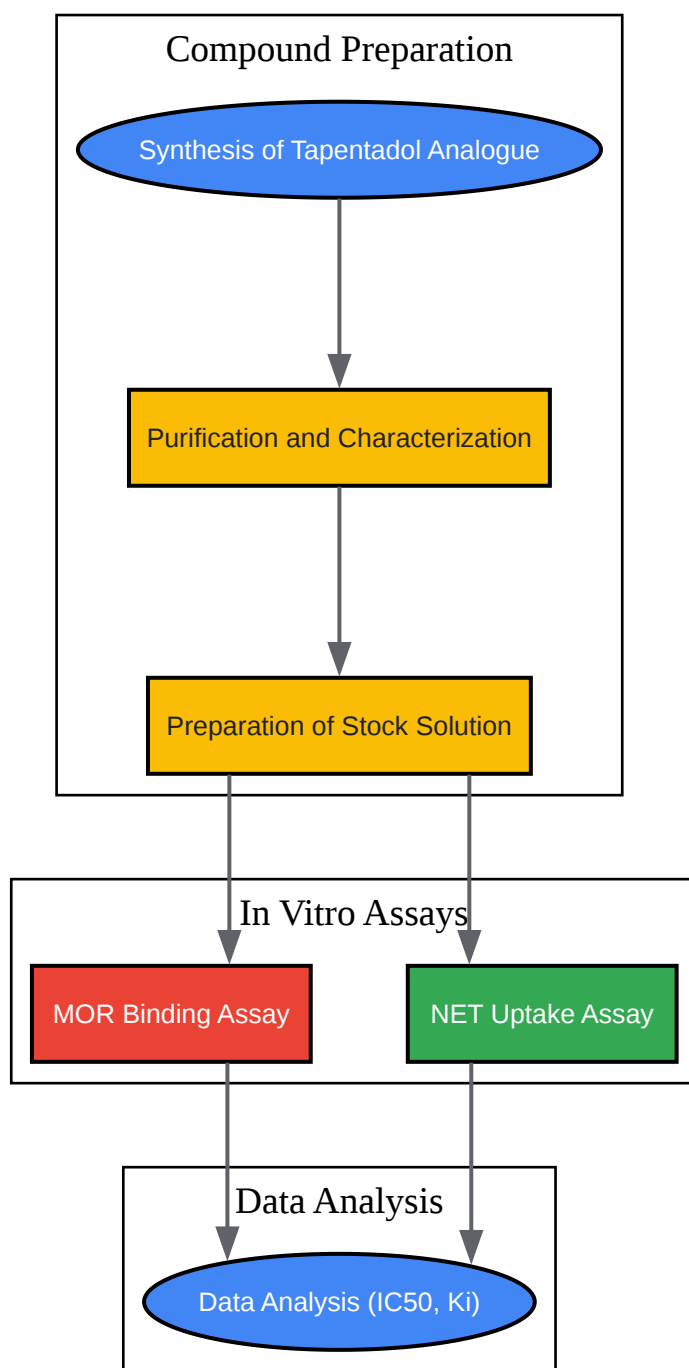 Compound Preparation
Synthesis of Tapentadol Analogue
Purification and Characterization
Preparation of Stock Solution
In Vitro Assays
MOR Binding Assay
NET Uptake Assay
Data Analysis
Data Analysis (IC50, Ki)